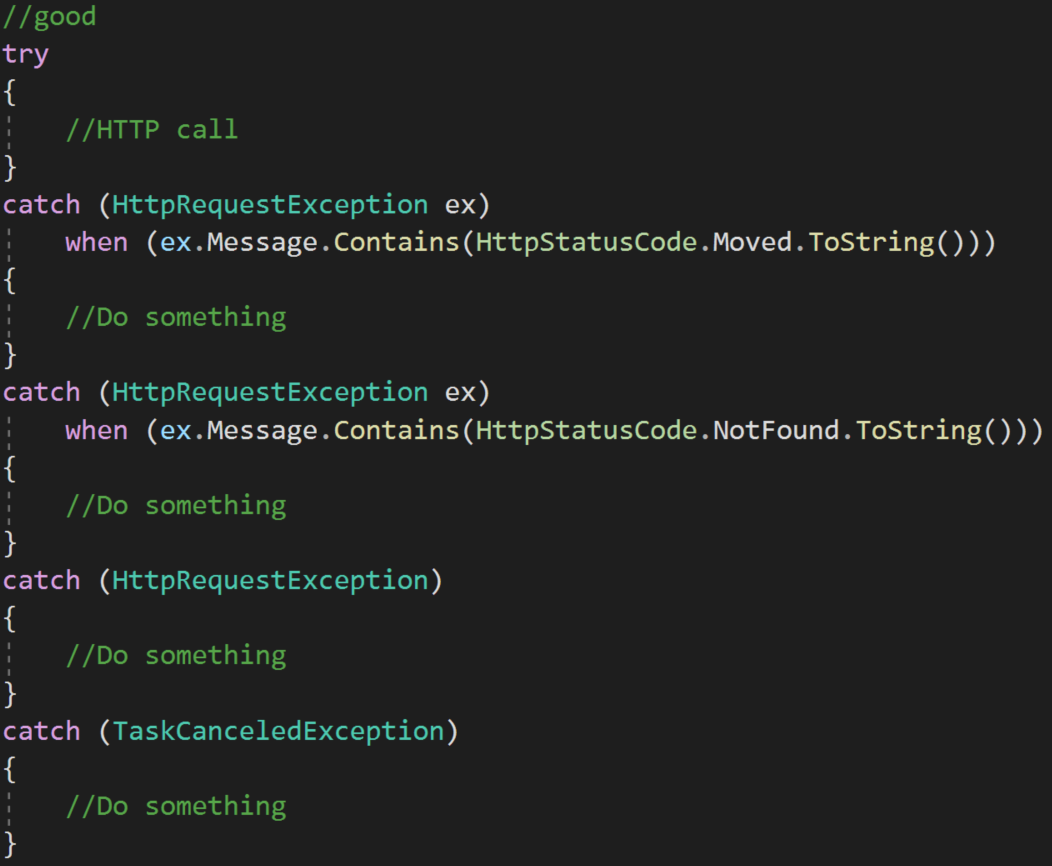 //good
try
{
    //HTTP call
}
catch (HttpRequestException ex)
    when (ex.Message.Contains(HttpStatusCode.Moved.ToString()))
{
    //Do something
}
catch (HttpRequestException ex)
    when (ex.Message.Contains(HttpStatusCode.NotFound.ToString()))
{
    //Do something
}
catch (HttpRequestException)
{
    //Do something
}
catch (TaskCanceledException)
{
    //Do something
}